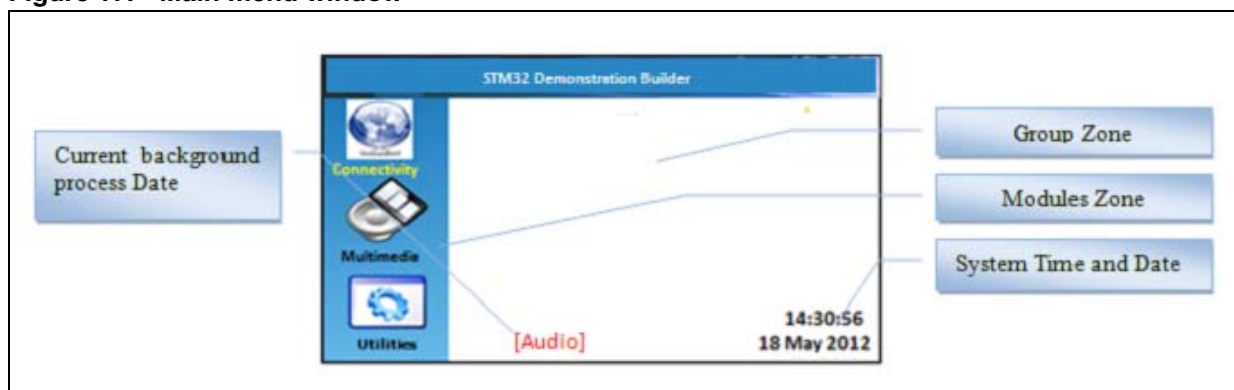 STM32 Demonstration Builder
Current background
process Date
Connectivity
Multimedia
Utilities
[Audio]
14:30:56
18 May 2012
Group Zone
Modules Zone
System Time and Date